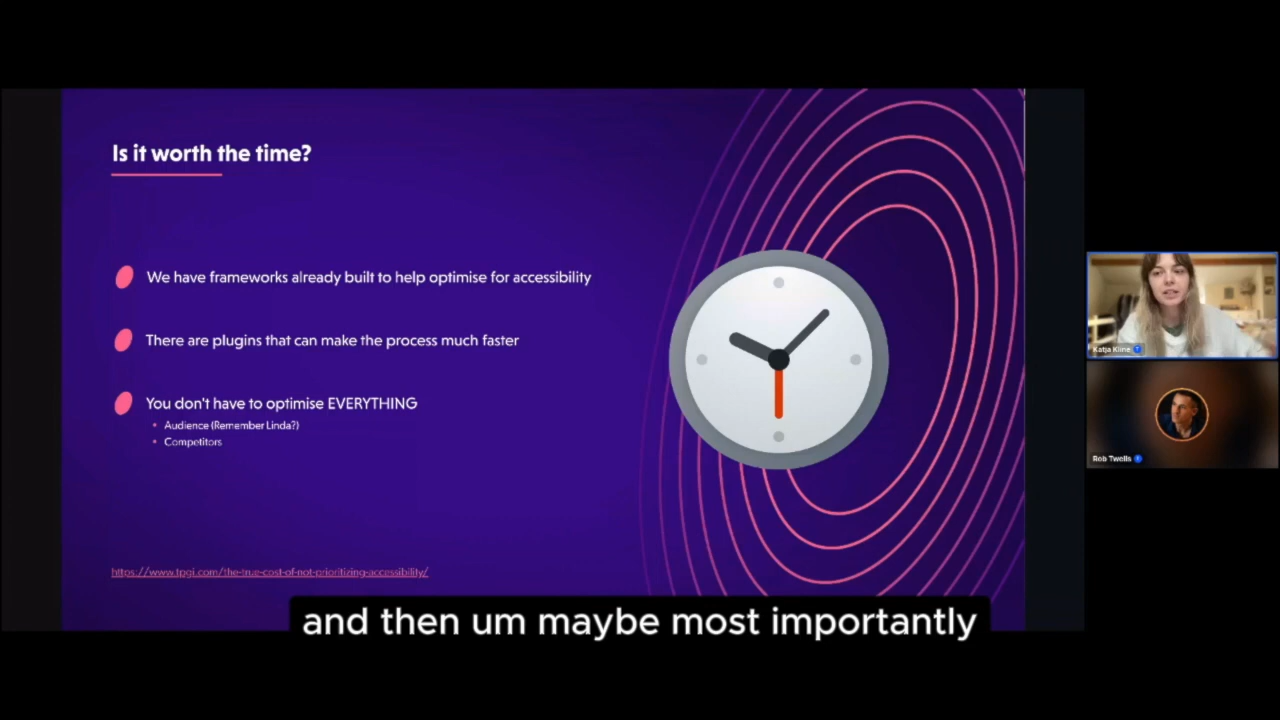 Is it worth the time?
We have frameworks already built to help optimise for accessibility
There are plugins that can make the process much faster
You don't have to optimise EVERYTHING
Audience (Remember Linda?)
Competitors
https://www.tpgi.com/the-true-cost-of-not-prioritizing-accessibility/
and then um maybe most importantly
Katja Kline
Rob Twells